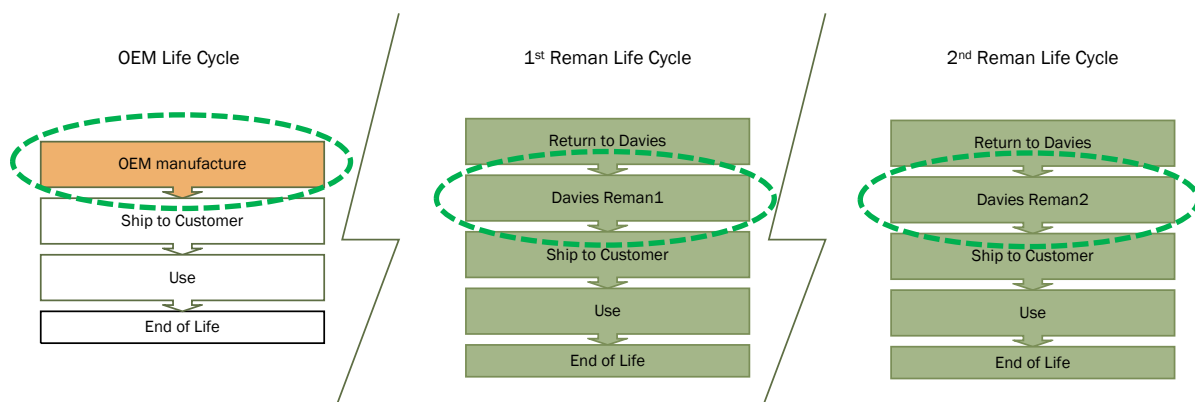 OEM Life Cycle
OEM manufacture
Ship to Customer
Use
End of Life
1st Reman Life Cycle
Return to Davies
Davies Reman1
Ship to Customer
Use
End of Life
2nd Reman Life Cycle
Return to Davies
Davies Reman2
Ship to Customer
Use
End of Life